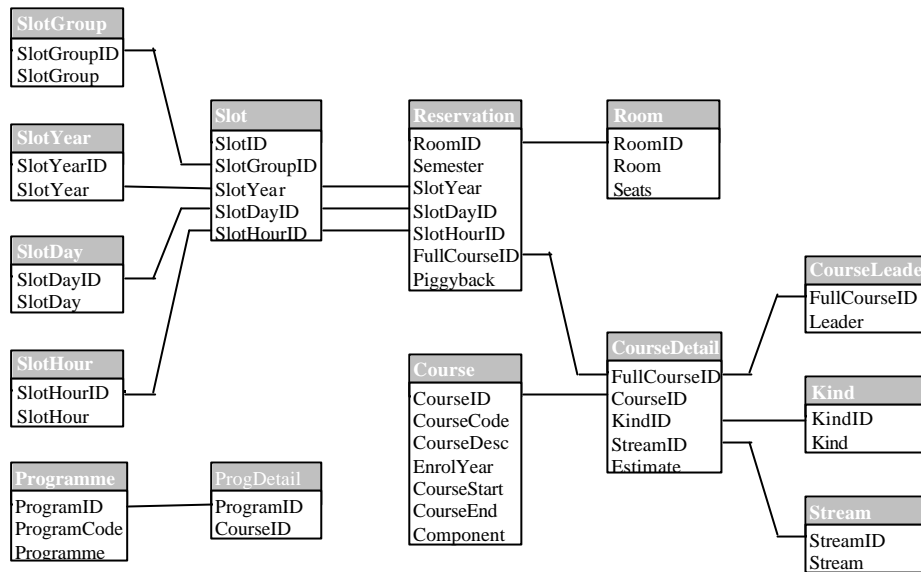 SlotGroup
SlotGroupID
SlotGroup
SlotYear
SlotYearID
SlotYear
SlotDay
SlotDayID
SlotDay
SlotHour
SlotHourID
SlotHour
Programme
ProgramID
ProgramCode
Programme
Slot
SlotID
SlotGroupID
SlotYear
SlotDayID
SlotHourID
ProgDetail
ProgramID
CourseID
Reservation
RoomID
Semester
SlotYear
SlotDayID
SlotHourID
FullCourseID
Piggyback
Course
CourseID
CourseCode
CourseDesc
EnrolYear
CourseStart
CourseEnd
Component
Room
RoomID
Room
Seats
CourseDetail
FullCourseID
CourseID
KindID
StreamID
Estimate
CourseLeade
FullCourseID
Leader
Kind
KindID
Kind
Stream
StreamID
Stream